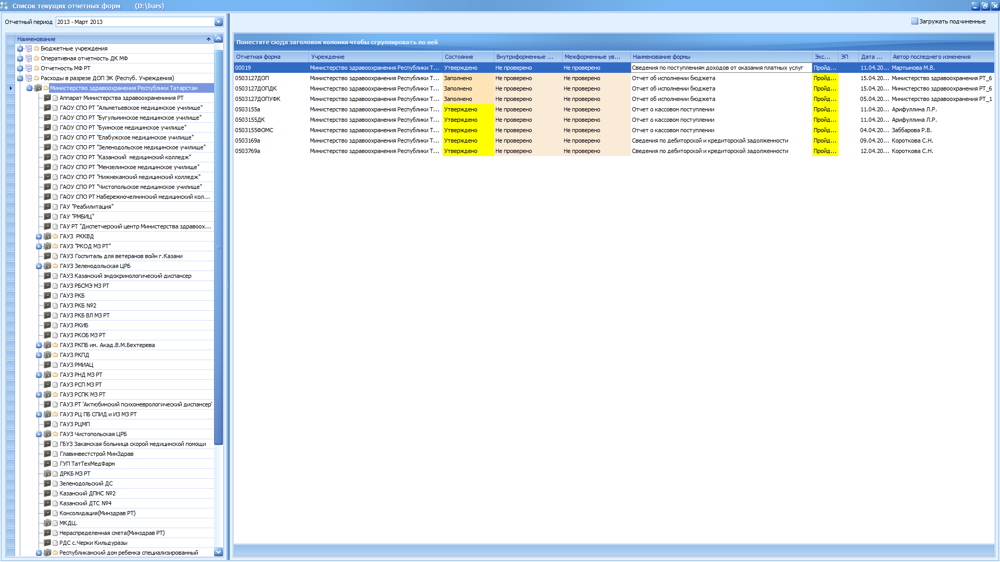 Список текущих отчетных форм (D:\bars)
Отчетный период 2013 - Март 2013
Загружать подчиненные
Наименование
Бюджетные учреждения
Оперативная отчетность ДК МФ
Отчетность МФ РТ
Расходы в разрезе ДОП ЭК (Респуб. Учреждения)
Министерство здравоохранения Республики Татарстан
Аппарат Министерства здравоохранениния РТ
ГАОУ СПО РТ "Альметьевское медицинское училище"
ГАОУ СПО РТ "Бугульминское медицинское училище"
ГАОУ СПО РТ "Буинское медицинское училище"
ГАОУ СПО РТ "Елабужское медицинское училище"
ГАОУ СПО РТ "Зеленодольское медицинское училище"
ГАОУ СПО РТ "Казанский  медицинский колледж"
ГАОУ СПО РТ "Мензелинское медицинское училище"
ГАОУ СПО РТ "Нижнекамский медицинский колледж"
ГАОУ СПО РТ "Чистопольское медицинское училище"
ГАОУ СПО РТ Набережночелнинский медицинский кол...
ГАУ "Реабилитация"
ГАУ "РМБИЦ"
ГАУ РТ "Диспетчерский центр Министерства здравоох...
ГАУЗ  РККВД
ГАУЗ "РКОД МЗ РТ"
ГАУЗ Госпиталь для ветеранов войн г.Казани
ГАУЗ Зеленодольская ЦРБ
ГАУЗ Казанский эндокринологический диспансер
ГАУЗ РБСМЭ МЗ РТ
ГАУЗ РКБ
ГАУЗ РКБ №2
ГАУЗ РКБ ВЛ МЗ РТ
ГАУЗ РКИБ
ГАУЗ РКОБ МЗ РТ
ГАУЗ РКПБ им. Акад.В.М.Бехтерева
ГАУЗ РКПД
ГАУЗ РМИАЦ
ГАУЗ РНД МЗ РТ
ГАУЗ РСП МЗ РТ
ГАУЗ РСПК МЗ РТ
ГАУЗ РТ 'Актюбинский психоневрологический диспансер'
ГАУЗ РЦ ПБ СПИД и ИЗ МЗ РТ
ГАУЗ РЦМП
ГАУЗ Чистопольская ЦРБ
ГБУЗ Закамская больница скорой медицинской помощи
Главинвестстрой МинЗдрав
ГУП ТатТехМедФарм
ДРКБ МЗ РТ
Зеленодольский ДС
Казанский ДПНС №2
Казанский ДТС №4
Консолидация(Минздрав РТ)
МКДЦ.
Нераспределенная смета(Минздрав РТ)
РДС с.Черки Кильдуразы
Республиканский дом ребенка специализированный
Поместите сюда заголовок колонки чтобы сгруппировать по ней
Отчетная форма Учреждение Состояние Внутриформенные ... Межформенные ув... Наименование формы Экс... ЭП Дата ... Автор последнего изменения
00019 Министерство здравоохранения Республики Т... Утверждено Не проверено Не проверено Сведения по поступлениям доходов от оказания платных услуг Пройд... 11.04.20... Мартынова М.В.
0503127ДОП Министерство здравоохранения Республики Т... Заполнено Не проверено Не проверено Отчет об исполнении бюджета Пройд... 15.04.20... Министерство здравоохранения РТ_6
0503127ДОПДК Министерство здравоохранения Республики Т... Заполнено Не проверено Не проверено Отчет об исполнении бюджета Пройд... 15.04.20... Министерство здравоохранения РТ_6
0503127ДОПУФК Министерство здравоохранения Республики Т... Заполнено Не проверено Не проверено Отчет об исполнении бюджета Пройд... 05.04.20... Министерство здравоохранения РТ_1
0503155а Министерство здравоохранения Республики Т... Утверждено Не проверено Не проверено Отчет о кассовом поступлении Пройд... 11.04.20... Арифуллина Л.Р.
0503155ДК Министерство здравоохранения Республики Т... Утверждено Не проверено Не проверено Отчет о кассовом поступлении Пройд... 11.04.20... Арифуллина Л.Р.
0503155ФОМС Министерство здравоохранения Республики Т... Утверждено Не проверено Не проверено Отчет о кассовом поступлении Пройд... 04.04.20... Заббарова Р.В.
0503169а Министерство здравоохранения Республики Т... Утверждено Не проверено Не проверено Сведения по дебиторской и кредиторской задолженности Пройд... 09.04.20... Короткова С.Н.
0503769а Министерство здравоохранения Республики Т... Утверждено Не проверено Не проверено Сведения по дебиторской и кредиторской задолженности Пройд... 12.04.20... Короткова С.Н.